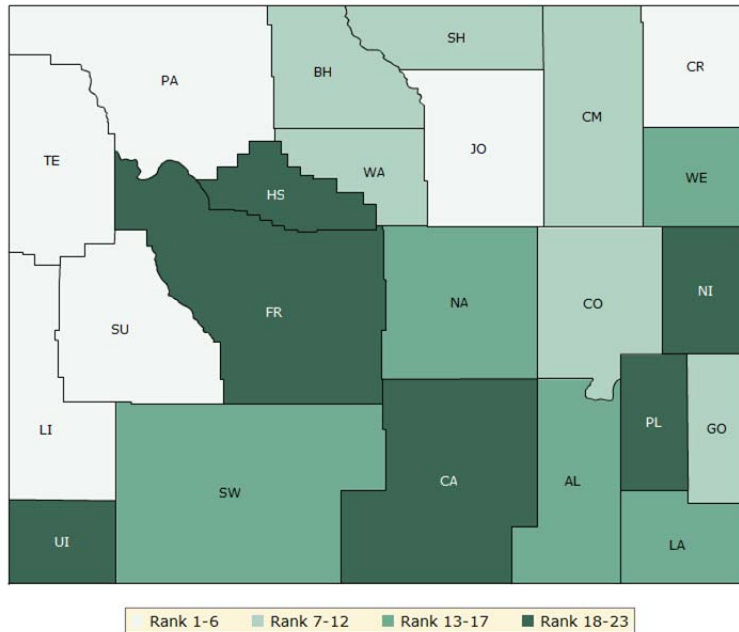 SH
PA
CR
BH
CM
JO
TE
WA
WE
HS
NI
CO
NA
FR
SU
PL
GO
LI
CA
AL
SW
UI
LA
Rank 1-6 Rank 7-12 Rank 13-17 Rank 18-23